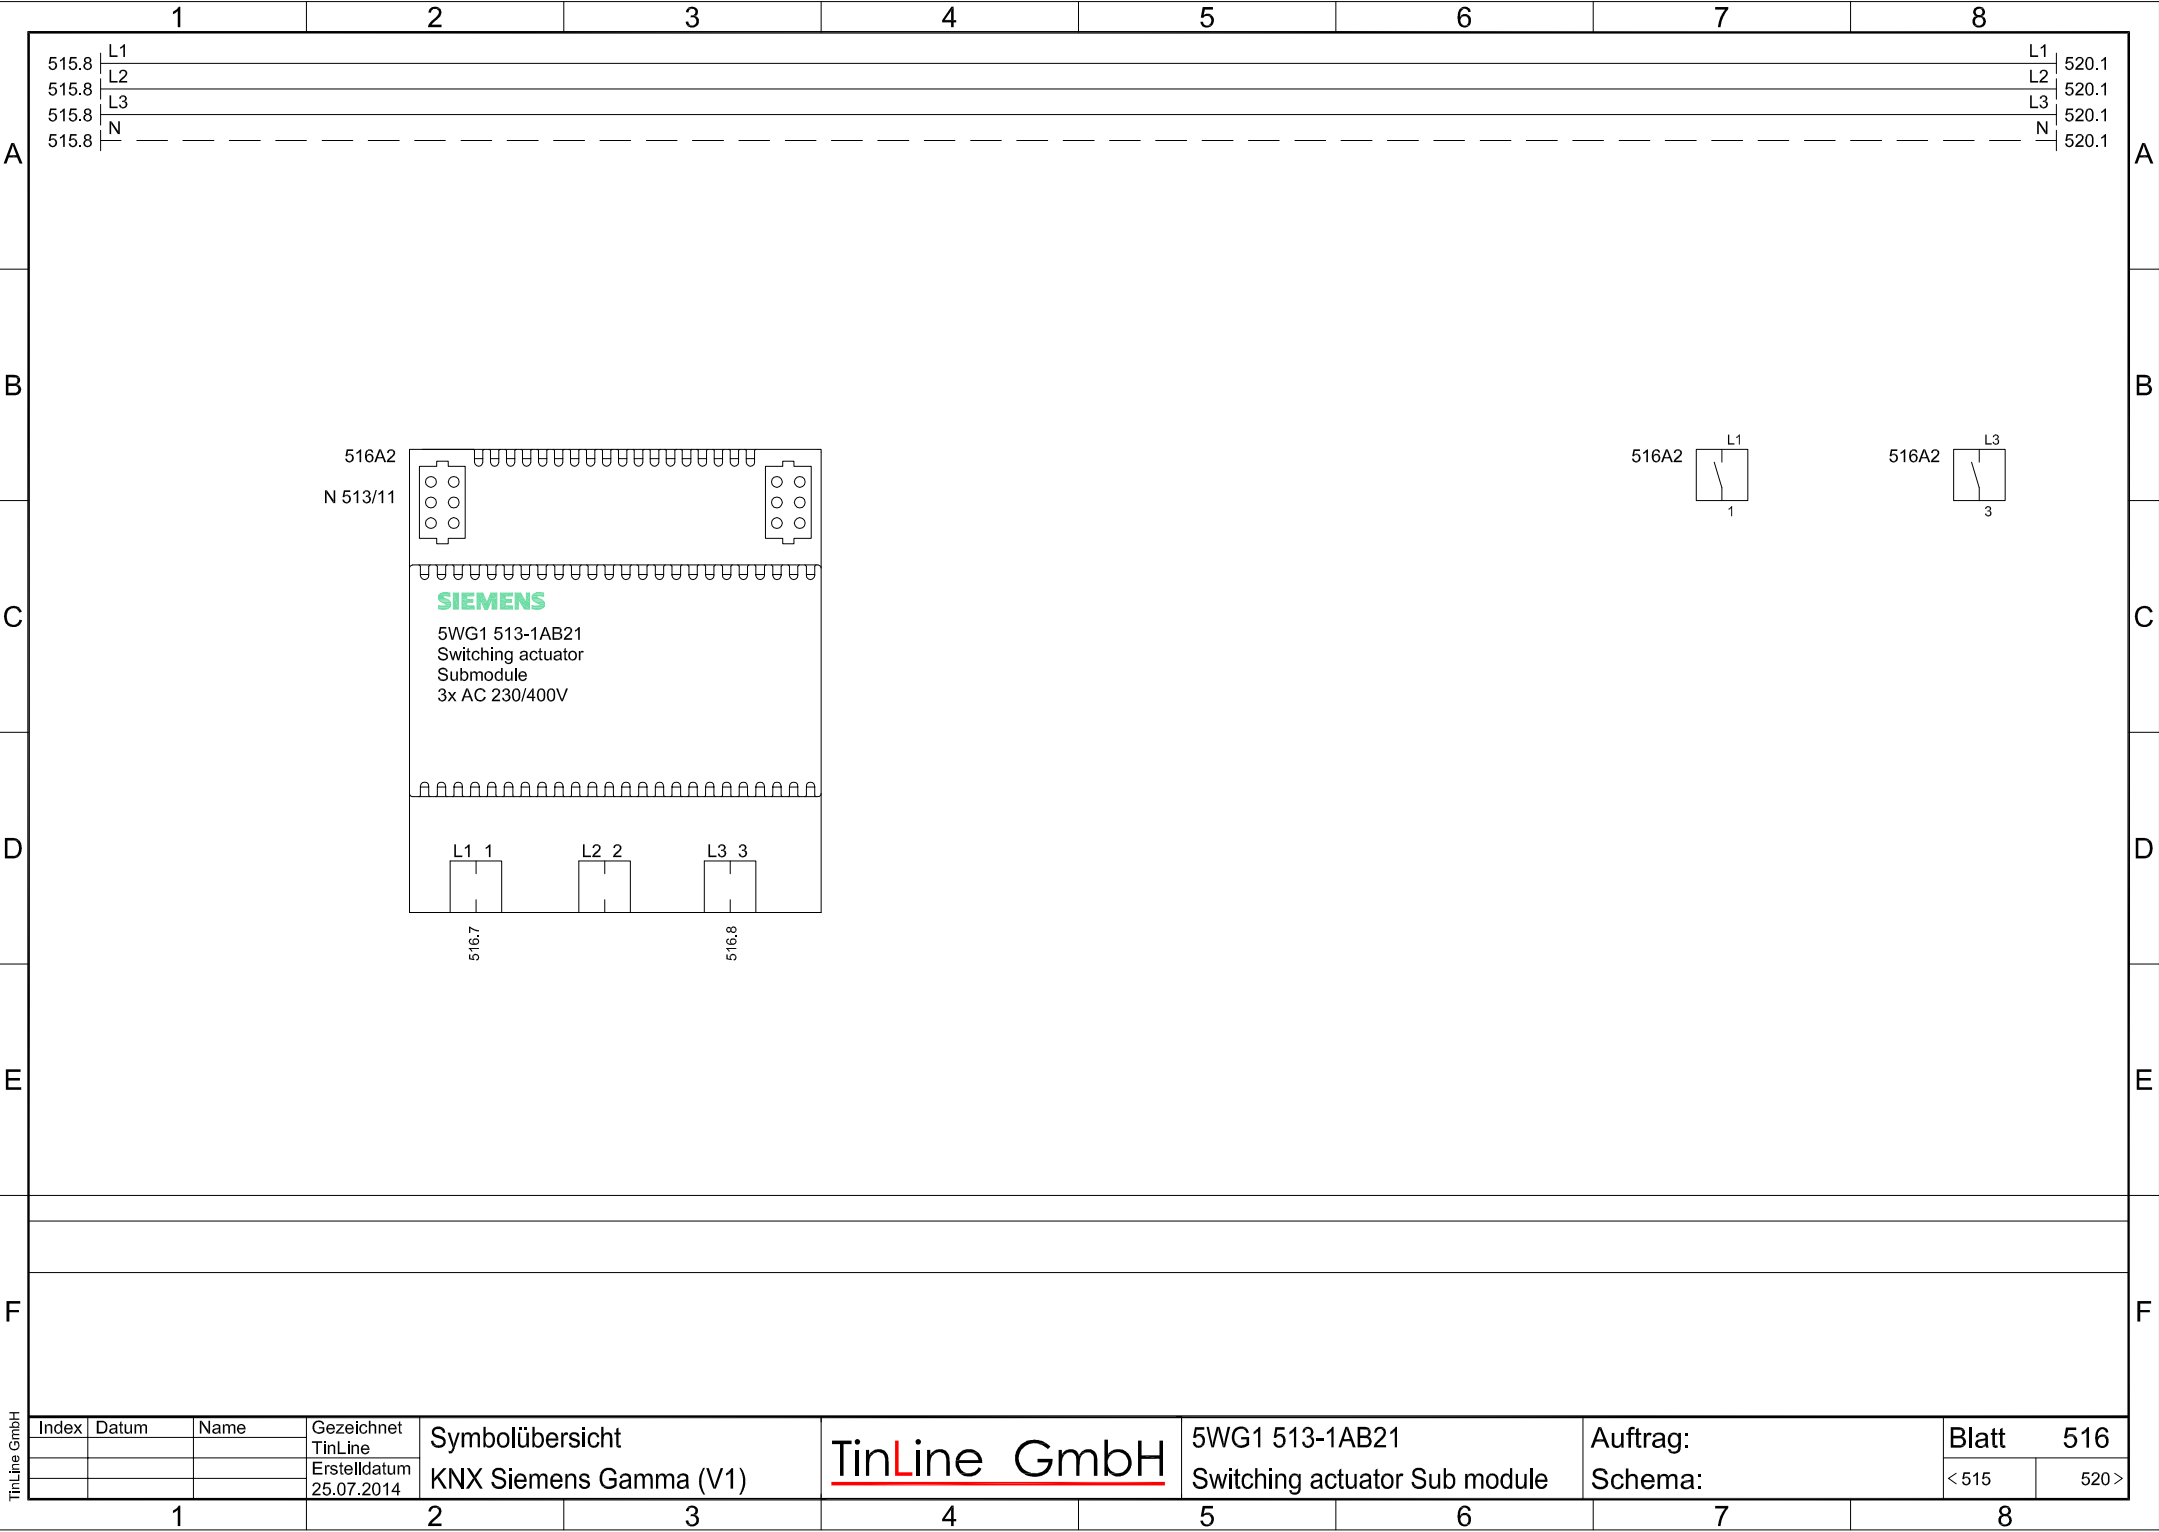 1 2 3 4 5 6 7 8
L1 L1
515.8 520.1
L2 L2
515.8 520.1
L3 L3
515.8 520.1
N N
515.8 520.1
A A
B B
516A2
N 513/11
516A2 L1
1
516A2 L3
3
SIEMENS
5WG1 513-1AB21
Switching actuator
Submodule
3x AC 230/400V
C C
D D
L1 1 L2 2 L3 3
516.7 516.8
E E
F F
TinLine GmbH
Index Datum Name
Gezeichnet
TinLine
Erstelldatum
25.07.2014
Symbolübersicht
KNX Siemens Gamma (V1)
TinLine GmbH
5WG1 513-1AB21
Switching actuator Sub module
Auftrag:
Schema:
Blatt 516
< 515 520 >
1 2 3 4 6 7 8